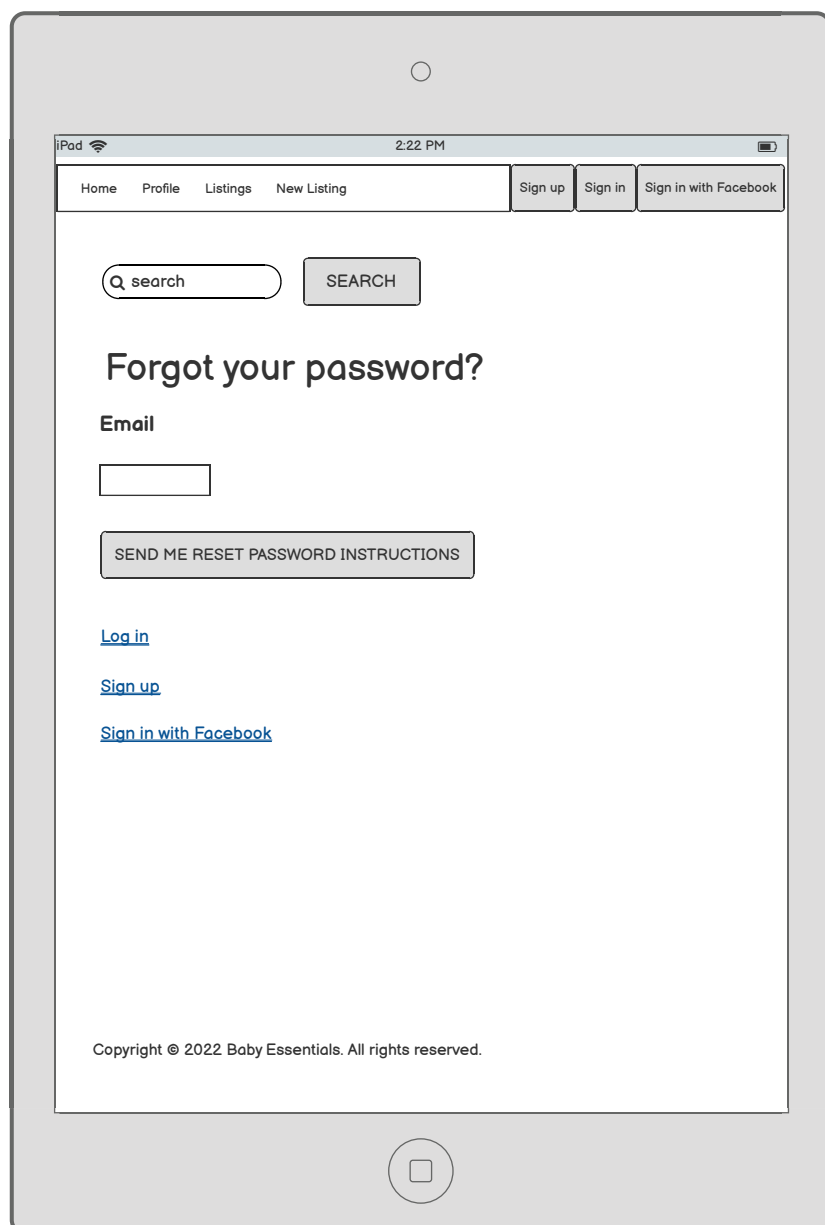 iPad 2:22 PM
Home Profile Listings New Listing Sign up Sign in Sign in with Facebook
search SEARCH
Forgot your password?
Email
SEND ME RESET PASSWORD INSTRUCTIONS
Log in
Sign up
Sign in with Facebook
Copyright © 2022 Baby Essentials. All rights reserved.